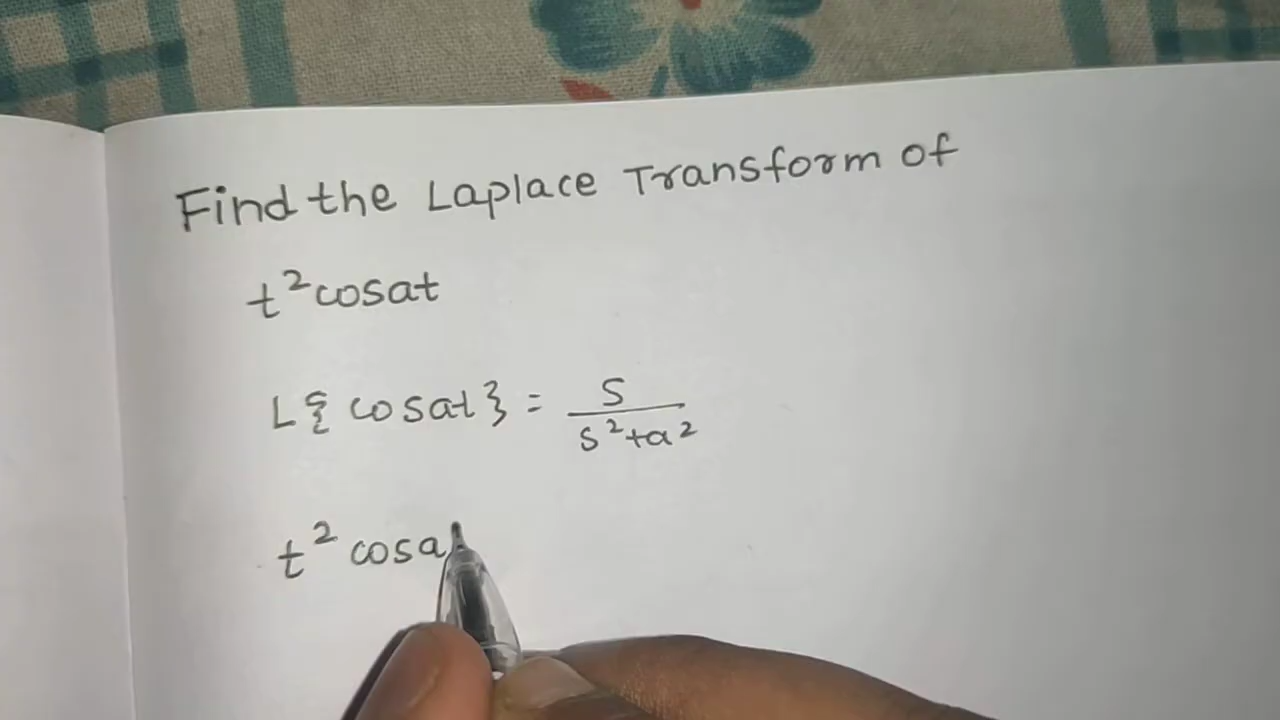 Find the Laplace Transform of
t²cosat
L{cosat} = s/(s²+a²)
t² cosa